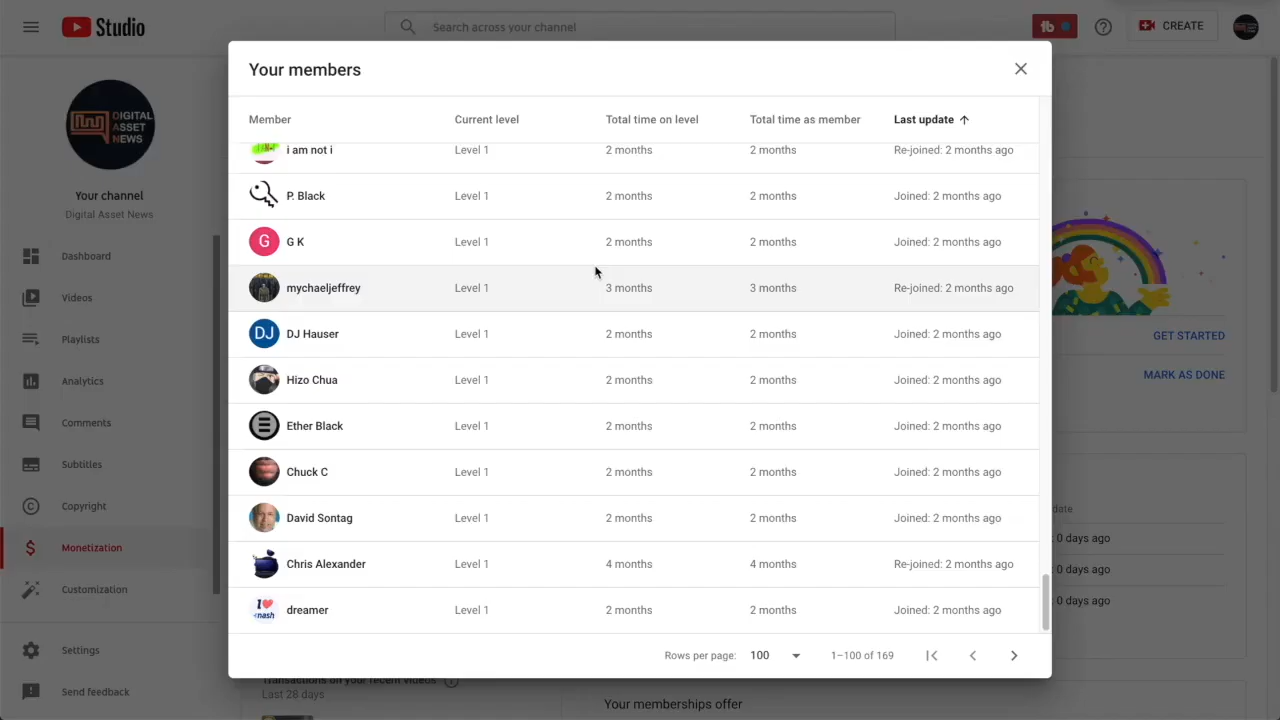 Studio
Search across your channel
CREATE
Your members
Member
Current level
Total time on level
Total time as member
Last update
i am not i
Level 1
2 months
2 months
Re-joined: 2 months ago
P. Black
Level 1
2 months
2 months
Joined: 2 months ago
G
G K
Level 1
2 months
2 months
Joined: 2 months ago
mychaeljeffrey
Level 1
3 months
3 months
Re-joined: 2 months ago
DJ
DJ Hauser
Level 1
2 months
2 months
Joined: 2 months ago
Hizo Chua
Level 1
2 months
2 months
Joined: 2 months ago
Ether Black
Level 1
2 months
2 months
Joined: 2 months ago
Chuck C
Level 1
2 months
2 months
Joined: 2 months ago
David Sontag
Level 1
2 months
2 months
Joined: 2 months ago
Chris Alexander
Level 1
4 months
4 months
Re-joined: 2 months ago
I
nash
dreamer
Level 1
2 months
2 months
Joined: 2 months ago
Rows per page:
100
1–100 of 169
DIGITAL
ASSET
NEWS
Your channel
Digital Asset News
Dashboard
Videos
Playlists
Analytics
Comments
Subtitles
Copyright
Monetization
Customization
Settings
Send feedback
GET STARTED
MARK AS DONE
0 days ago
0 days ago
0 days ago
Transactions on your recent videos
Last 28 days
Your memberships offer